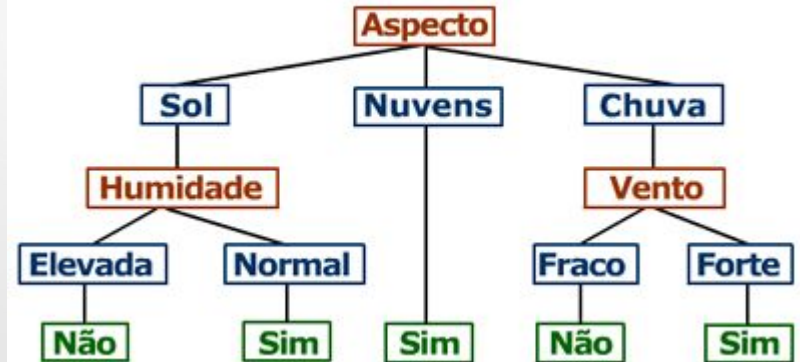 Aspecto
Sol Nuvens Chuva
Humidade Vento
Elevada Normal Fraco Forte
Não Sim Sim Não Sim